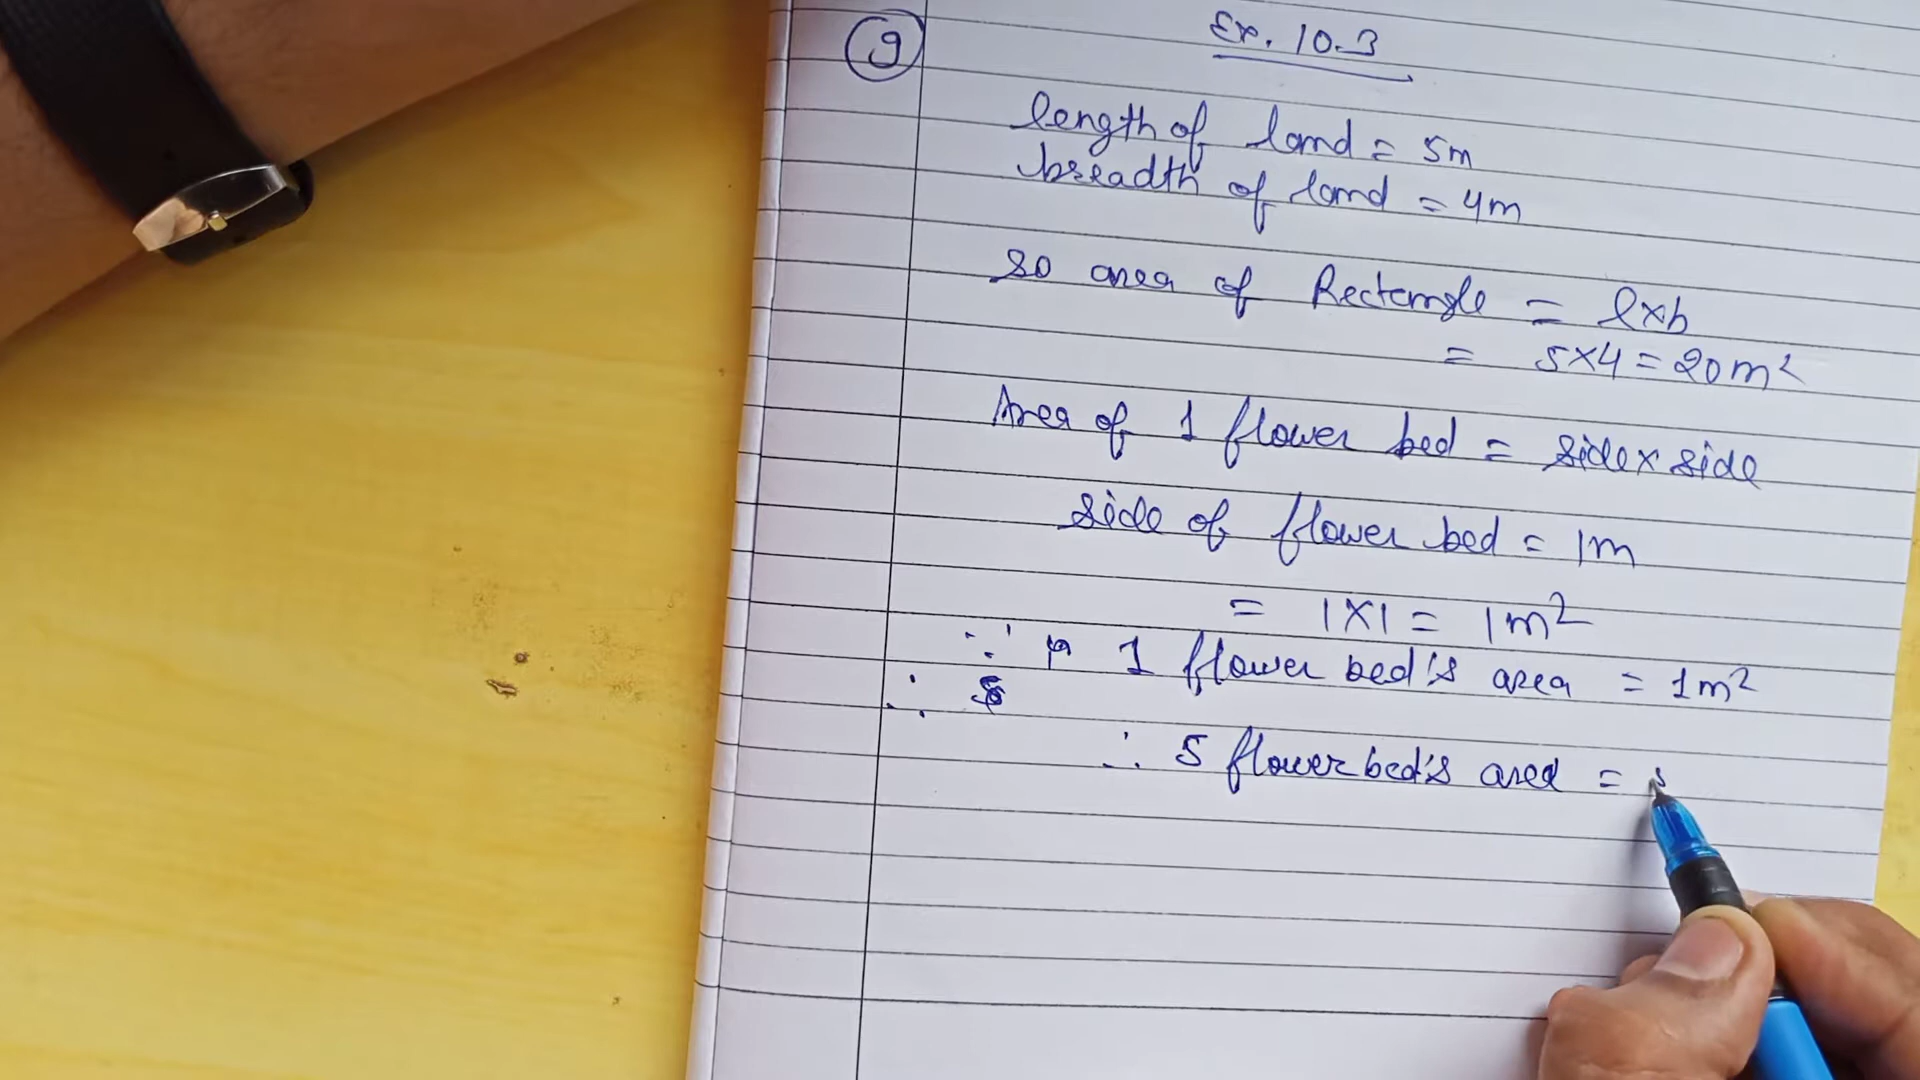 9
Ex. 10.3
length of land = 5m
breadth of land = 4m
so area of Rectangle = l×b
= 5×4 = 20m²
Area of 1 flower bed = side× side
side of flower bed = 1m
= 1×1 = 1m²
∵ 1 flower bed's area = 1m²
∴
∴ 5 flower bed's area =